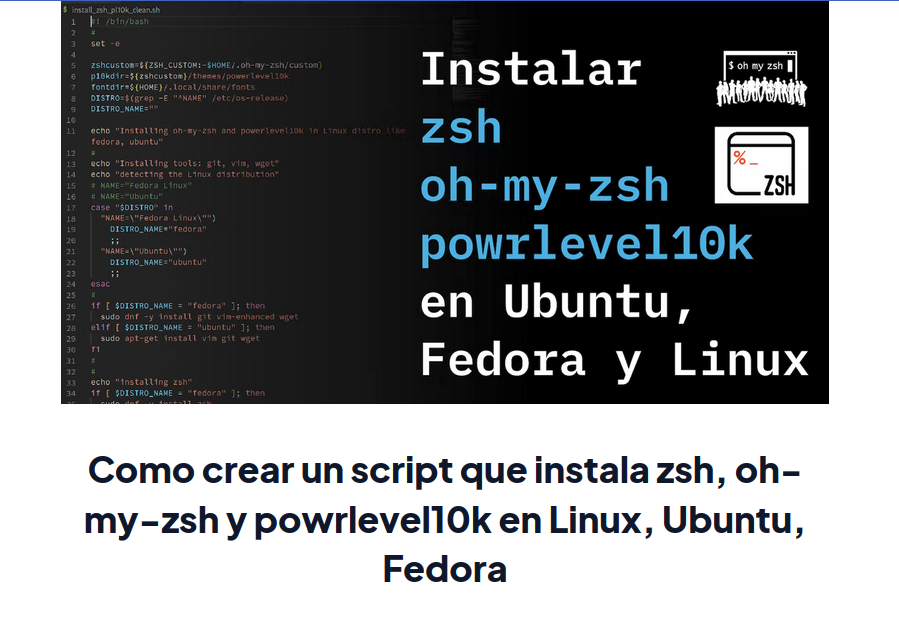 $ install_zsh_pl10k_clean.sh
1 #! /bin/bash
2 #
3 set -e
4
5 zshcustom=${ZSH_CUSTOM:-$HOME/.oh-my-zsh/custom}
6 p10kdir=${zshcustom}/themes/powerlevel10k
7 fontdir=${HOME}/.local/share/fonts
8 DISTRO=$(grep -E "^NAME" /etc/os-release)
9 DISTRO_NAME=""
10
11 echo "Installing oh-my-zsh and powerlevel10k in Linux distro like
fedora, ubuntu"
12 #
13 echo "Installing tools: git, vim, wget"
14 echo "detecting the Linux distribution"
15 # NAME="Fedora Linux"
16 # NAME="Ubuntu"
17 case "$DISTRO" in
18 "NAME=\"Fedora Linux\"")
19 DISTRO_NAME="fedora"
20 ;;
21 "NAME=\"Ubuntu\"")
22 DISTRO_NAME="ubuntu"
23 ;;
24 esac
25 #
26 if [ $DISTRO_NAME = "fedora" ]; then
27 sudo dnf -y install git vim-enhanced wget
28 elif [ $DISTRO_NAME = "ubuntu" ]; then
29 sudo apt-get install vim git wget
30 fi
31 #
32 #
33 echo "installing zsh"
34 if [ $DISTRO_NAME = "fedora" ]; then
Instalar
zsh
oh-my-zsh
powrlevel10k
en Ubuntu,
Fedora y Linux
$ oh my zsh
%_
ZSH
Como crear un script que instala zsh, oh-
my-zsh y powrlevel10k en Linux, Ubuntu,
Fedora